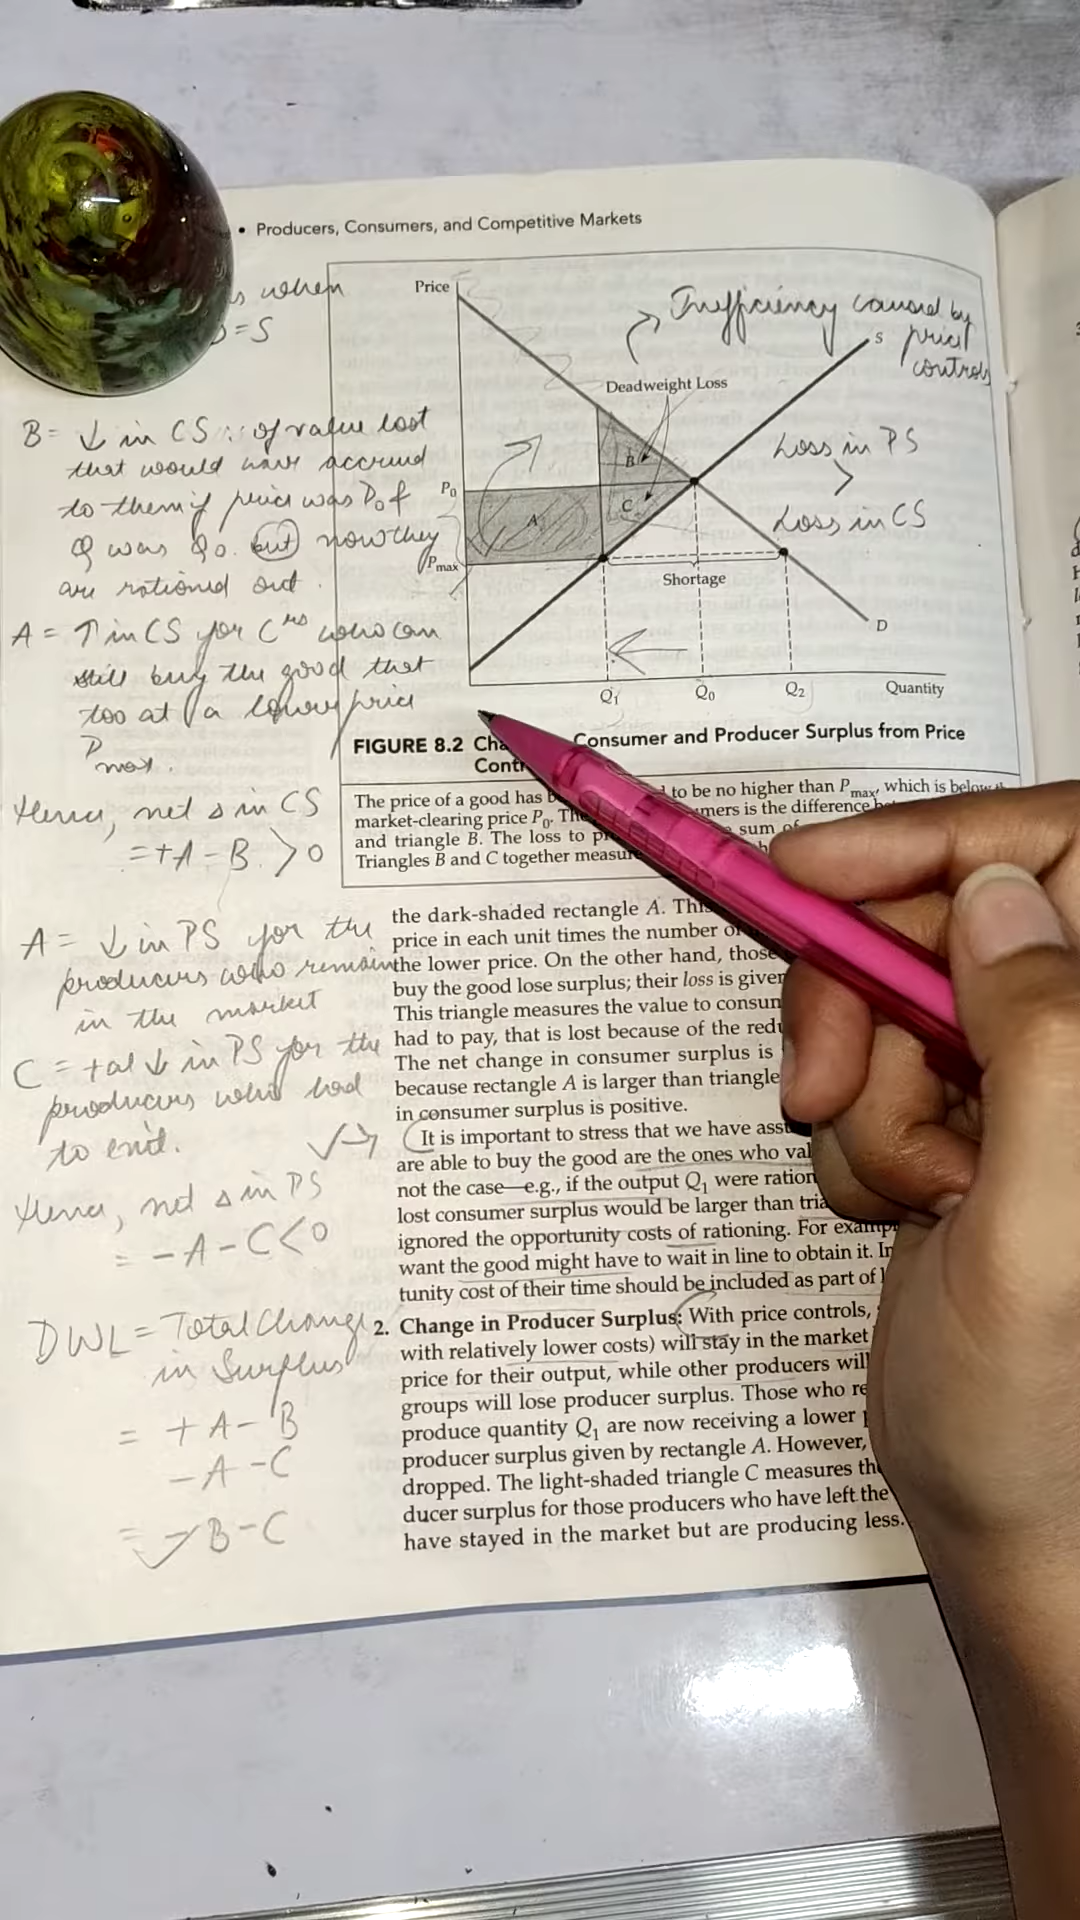 • Producers, Consumers, and Competitive Markets
when
= S
B = ↓ in CS ∵ of value lost
that would have accrued
to them if price was P₀ &
Q was Q₀. but now they
are rationed out.
A = ↑ in CS for Cᵐʳˢ who can
still buy the good that
too at a lower price
Pmax.
Hence, net Δ in CS
= +A - B > 0
A = ↓ in PS for the
producers who remain
in the market
C = ↓ in PS for the
producers who had
to exit.
Hence, net Δ in PS
= - A - C < 0
DWL = Total Change
in Surplus
= + A - B
- A - C
= - B - C
Price
Inefficiency caused by
price
controls
S
Deadweight Loss
Loss in PS
>
Loss in CS
B
P₀
A
C
Pmax
Shortage
D
Q₁
Q₀
Q₂
Quantity
FIGURE 8.2 Consumer and Producer Surplus from Price
The price of a good has to be no higher than Pmax, which is below
market-clearing price P₀. is the difference
and triangle B. The loss to sum of
Triangles B and C together
the dark-shaded rectangle A.
price in each unit times the number
the lower price. On the other hand, those
buy the good lose surplus; their loss is
This triangle measures the value to
had to pay, that is lost because of the
The net change in consumer surplus is
because rectangle A is larger than triangle
in consumer surplus is positive.
It is important to stress that we have
are able to buy the good are the ones who
not the case—e.g., if the output Q₁ were
lost consumer surplus would be larger than
ignored the opportunity costs of rationing. For
want the good might have to wait in line to obtain it.
tunity cost of their time should be included as part of
2. Change in Producer Surplus: With price controls,
with relatively lower costs) will stay in the market
price for their output, while other producers
groups will lose producer surplus. Those who
produce quantity Q₁ are now receiving a lower
producer surplus given by rectangle A. However,
dropped. The light-shaded triangle C measures
ducer surplus for those producers who have left the
have stayed in the market but are producing less.